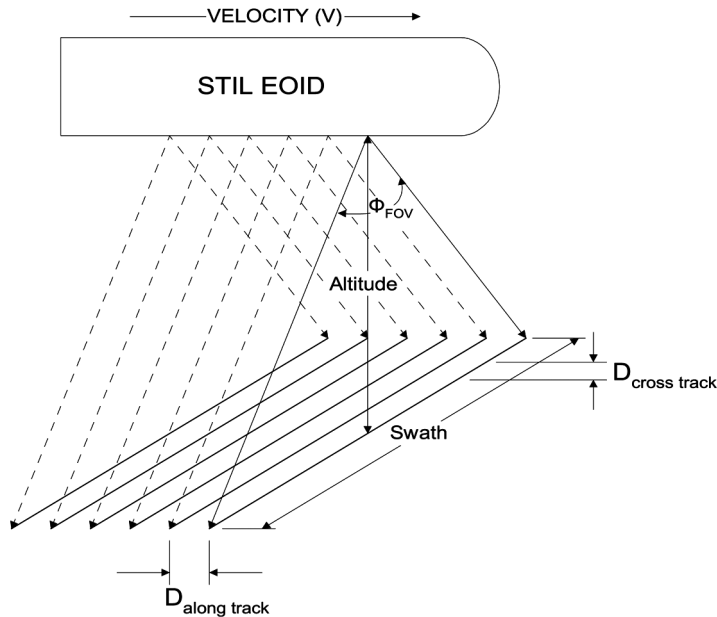 VELOCITY (V)
STIL EOID
ΦFOV
Altitude
Dcross track
Swath
Dalong track